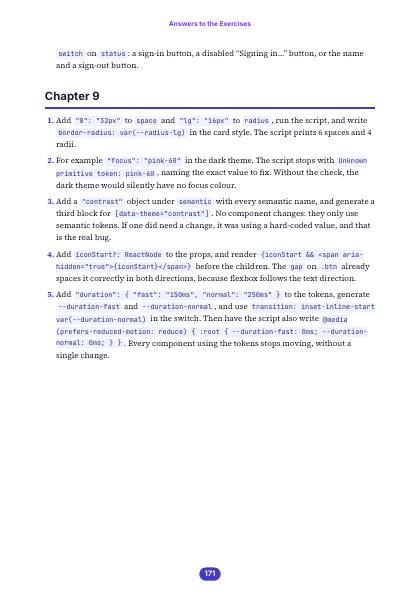 Answers to the Exercises
switch on status: a sign-in button, a disabled “Signing in…” button, or the name
and a sign-out button.
Chapter 9
1. Add "8": "32px" to space and "lg": "16px" to radius, run the script, and write
border-radius: var(--radius-lg) in the card style. The script prints 6 spaces and 4
radii.
2. For example "focus": "pink-60" in the dark theme. The script stops with Unknown
primitive token: pink-60, naming the exact value to fix. Without the check, the
dark theme would silently have no focus colour.
3. Add a "contrast" object under semantic with every semantic name, and generate a
third block for [data-theme="contrast"]. No component changes: they only use
semantic tokens. If one did need a change, it was using a hard-coded value, and that
is the real bug.
4. Add iconStart?: ReactNode to the props, and render {iconStart && <span aria-
hidden="true">{iconStart}</span>} before the children. The gap on .btn already
spaces it correctly in both directions, because flexbox follows the text direction.
5. Add "duration": { "fast": "150ms", "normal": "250ms" } to the tokens, generate
--duration-fast and --duration-normal, and use transition: inset-inline-start
var(--duration-normal) in the switch. Then have the script also write @media
(prefers-reduced-motion: reduce) { :root { --duration-fast: 0ms; --duration-
normal: 0ms; } }. Every component using the tokens stops moving, without a
single change.
171